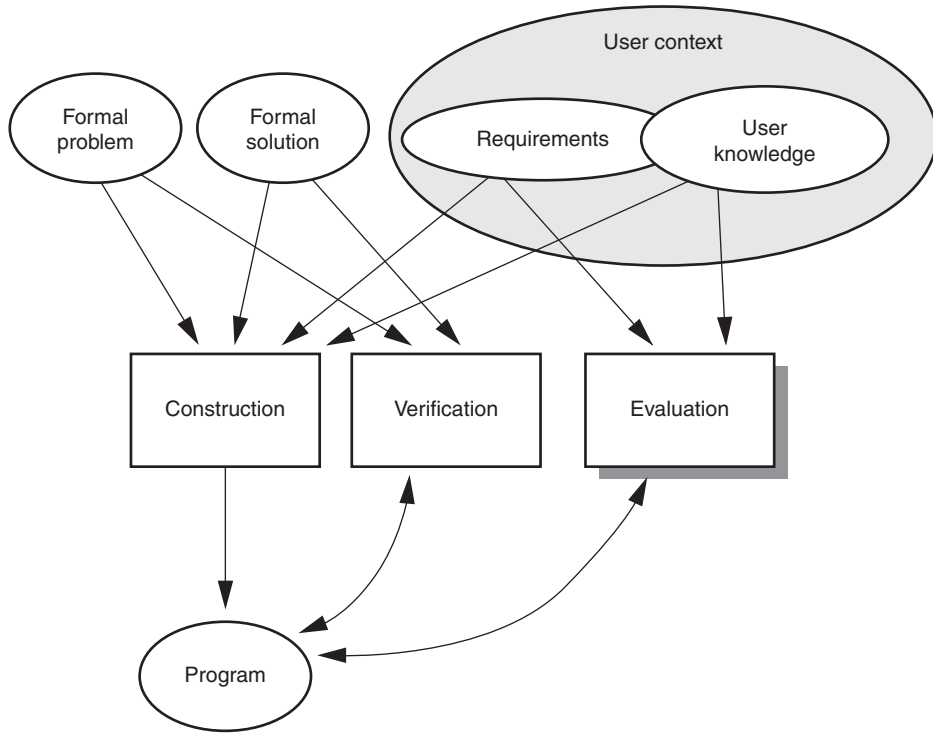 User context
Formal
problem
Formal
solution
Requirements
User
knowledge
Construction
Verification
Evaluation
Program